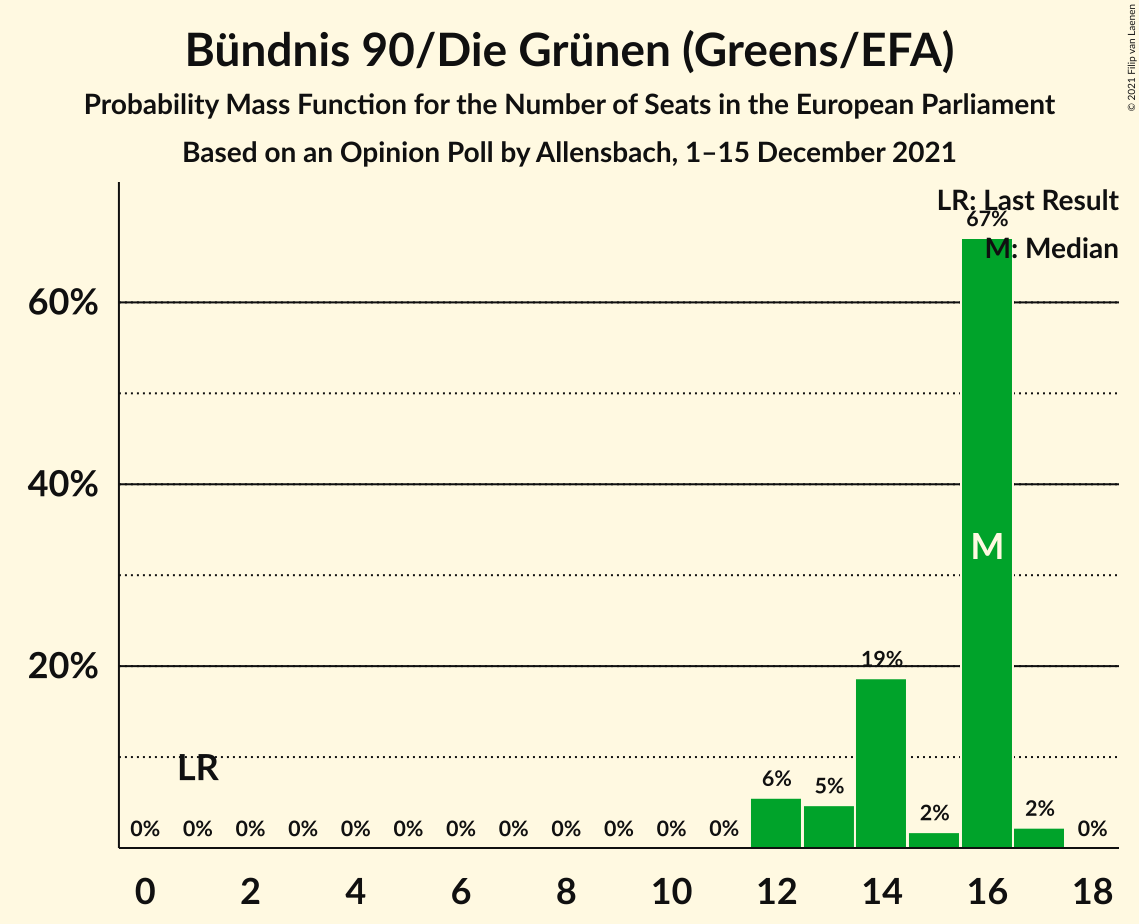 Bündnis 90/Die Grünen (Greens/EFA)
Probability Mass Function for the Number of Seats in the European Parliament
Based on an Opinion Poll by Allensbach, 1–15 December 2021
© 2021 Filip van Laenen
LR: Last Result
M: Median
67%
60%
40%
M
20%
19%
LR
6%
5%
2%
2%
0% 0% 0% 0% 0% 0% 0% 0% 0% 0% 0% 0% 0%
0 2 4 6 8 10 12 14 16 18